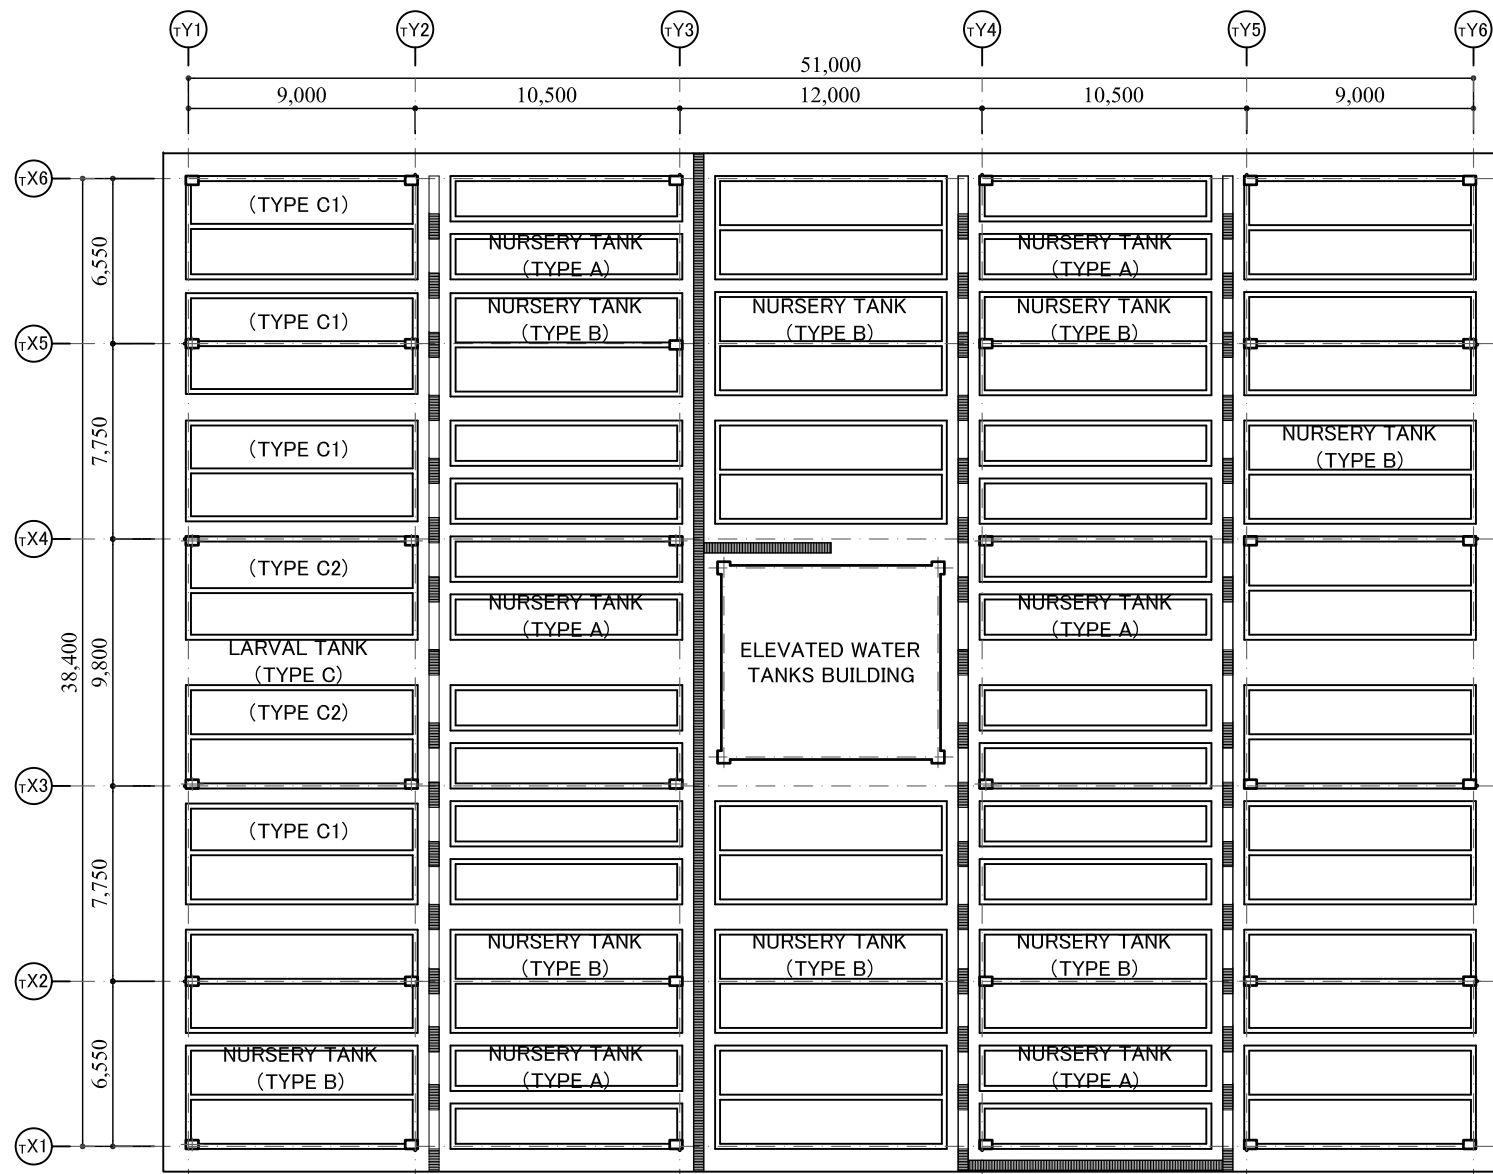 TY1 TY2 TY3 TY4 TY5 TY6
51,000
9,000 10,500 12,000 10,500 9,000
TX6
(TYPE C1)
NURSERY TANK
(TYPE A)
NURSERY TANK
(TYPE A)
6,550
(TYPE C1)
NURSERY TANK
(TYPE B)
NURSERY TANK
(TYPE B)
NURSERY TANK
(TYPE B)
TX5
7,750
(TYPE C1)
NURSERY TANK
(TYPE B)
TX4
(TYPE C2)
NURSERY TANK
(TYPE A)
NURSERY TANK
(TYPE A)
38,400
9,800
LARVAL TANK
(TYPE C)
ELEVATED WATER
TANKS BUILDING
(TYPE C2)
TX3
(TYPE C1)
7,750
NURSERY TANK
(TYPE B)
NURSERY TANK
(TYPE B)
NURSERY TANK
(TYPE B)
TX2
6,550
NURSERY TANK
(TYPE B)
NURSERY TANK
(TYPE A)
NURSERY TANK
(TYPE A)
TX1